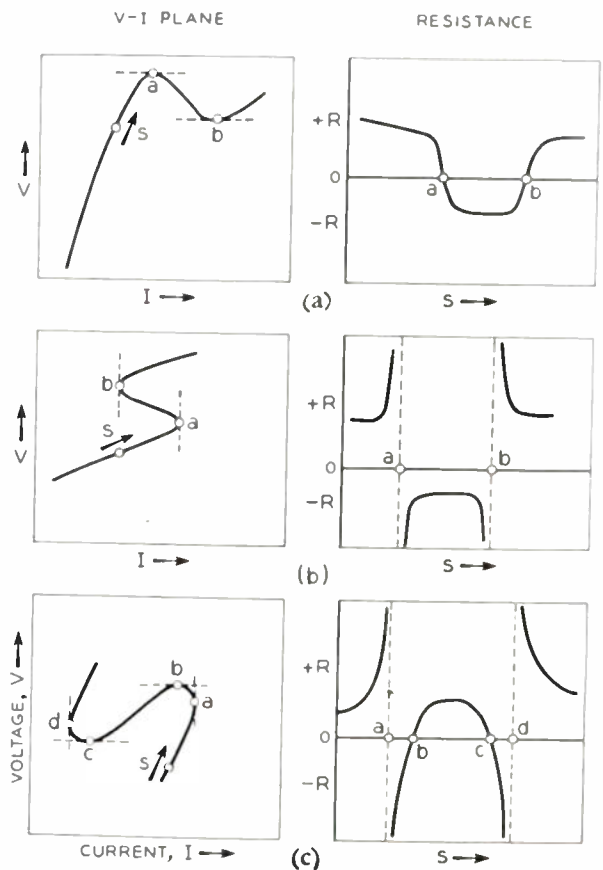 V-I PLANE
RESISTANCE
a
b
S
V
I
+R
0
-R
a
b
S
(a)
b
a
S
V
I
+R
0
-R
a
b
S
(b)
b
a
d
c
S
VOLTAGE, V
CURRENT, I
+R
0
-R
a
b
c
d
S
(c)